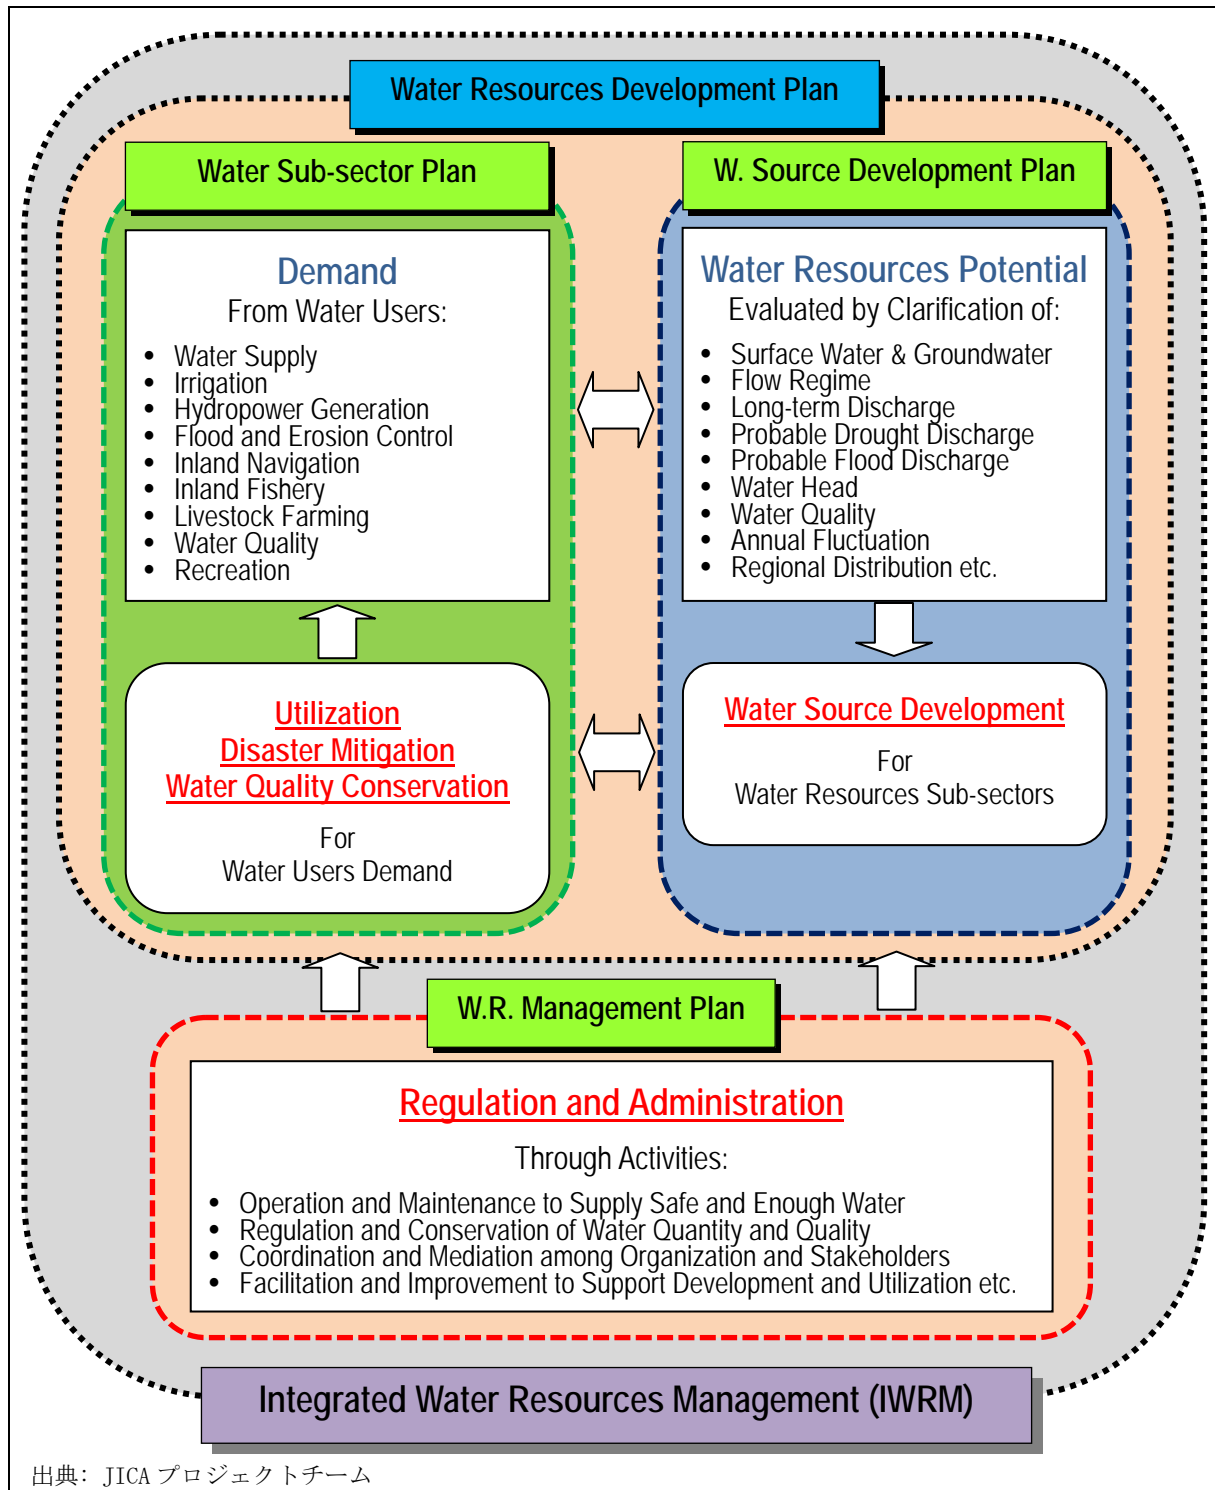 Water Resources Development Plan
Water Sub-sector Plan
Demand
From Water Users:
• Water Supply
• Irrigation
• Hydropower Generation
• Flood and Erosion Control
• Inland Navigation
• Inland Fishery
• Livestock Farming
• Water Quality
• Recreation
Utilization
Disaster Mitigation
Water Quality Conservation
For
Water Users Demand
W. Source Development Plan
Water Resources Potential
Evaluated by Clarification of:
• Surface Water & Groundwater
• Flow Regime
• Long-term Discharge
• Probable Drought Discharge
• Probable Flood Discharge
• Water Head
• Water Quality
• Annual Fluctuation
• Regional Distribution etc.
Water Source Development
For
Water Resources Sub-sectors
W.R. Management Plan
Regulation and Administration
Through Activities:
• Operation and Maintenance to Supply Safe and Enough Water
• Regulation and Conservation of Water Quantity and Quality
• Coordination and Mediation among Organization and Stakeholders
• Facilitation and Improvement to Support Development and Utilization etc.
Integrated Water Resources Management (IWRM)
出典: JICA プロジェクトチーム